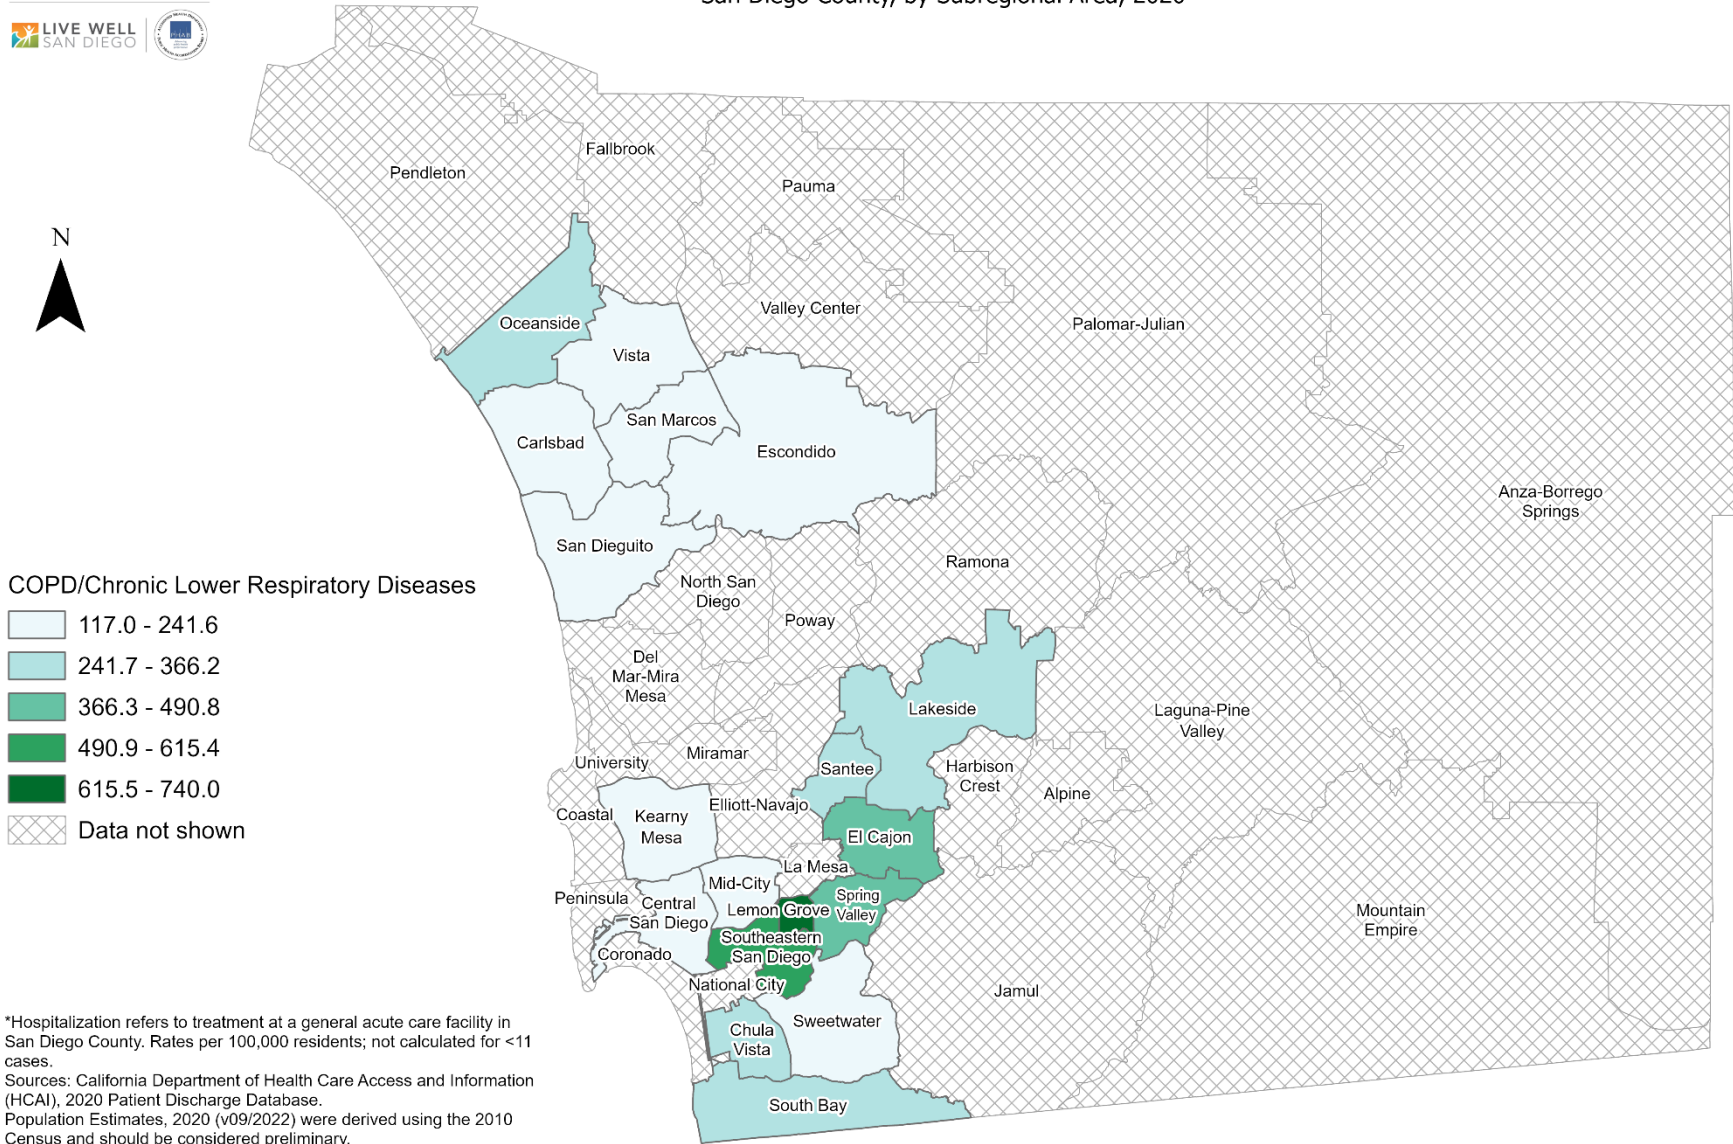 San Diego County, by Subregional Area, 2020
LIVE WELL
SAN DIEGO
PHAB
N
Pendleton
Fallbrook
Pauma
Oceanside
Vista
Valley Center
Palomar-Julian
San Marcos
Carlsbad
Escondido
Anza-Borrego
Springs
San Dieguito
Ramona
North San
Diego
Poway
Del
Mar-Mira
Mesa
Lakeside
Laguna-Pine
Valley
Miramar
University
Santee
Harbison
Crest
Alpine
Elliott-Navajo
Coastal
Kearny
Mesa
El Cajon
La Mesa
Mid-City
Peninsula
Central
San Diego
Spring
Valley
Lemon Grove
Mountain
Empire
Southeastern
San Diego
Coronado
National City
Jamul
Sweetwater
Chula
Vista
South Bay
COPD/Chronic Lower Respiratory Diseases
117.0 - 241.6
241.7 - 366.2
366.3 - 490.8
490.9 - 615.4
615.5 - 740.0
Data not shown
*Hospitalization refers to treatment at a general acute care facility in
San Diego County. Rates per 100,000 residents; not calculated for <11
cases.
Sources: California Department of Health Care Access and Information
(HCAI), 2020 Patient Discharge Database.
Population Estimates, 2020 (v09/2022) were derived using the 2010
Census and should be considered preliminary.